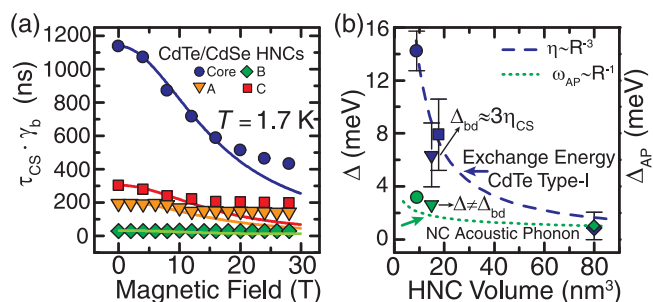 (a)
1200
1000
800
600
400
200
0
τCS · γb
(ns)
CdTe/CdSe HNCs
Core
B
A
C
T = 1.7 K
0 10 20 30
Magnetic Field (T)
(b)
16
12
8
4
0
Δ (meV)
η~R⁻³
ωAP~R⁻¹
Δbd≈3ηCS
Exchange Energy
CdTe Type-I
Δ≠Δbd
NC Acoustic Phonon
20 40 60 80
HNC Volume (nm³)
ΔAP (meV)